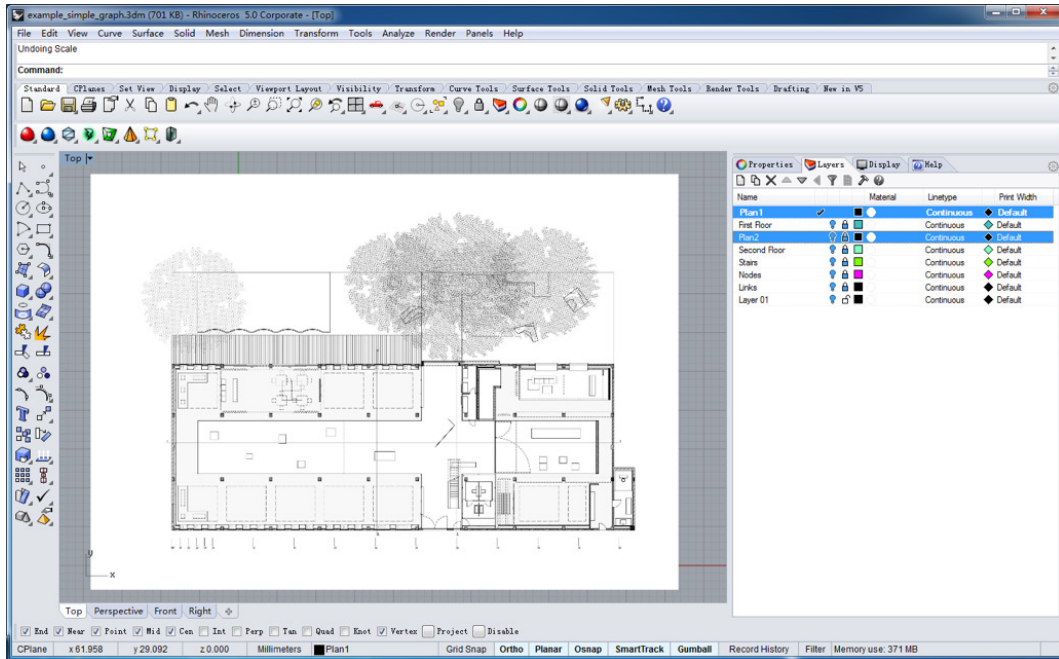 example_simple_graph.3dm (701 KB) - Rhinoceros 5.0 Corporate - [Top]
File Edit View Curve Surface Solid Mesh Dimension Transform Tools Analyze Render Panels Help
Undoing Scale
Command:
Standard CPlanes Set View Display Select Viewport Layout Visibility Transform Curve Tools Surface Tools Solid Tools Mesh Tools Render Tools Drafting New in V5
Top
Properties Layers Display Help
Name Material Linetype Print Width
Plan1 Continuous Default
First Floor Continuous Default
Plan2 Continuous Default
Second Floor Continuous Default
Stairs Continuous Default
Nodes Continuous Default
Links Continuous Default
Layer 01 Continuous Default
y
x
Top Perspective Front Right
End Near Point Mid Cen Int Perp Tan Quad Knot Vertex Project Disable
CPlane x 61.958 y 29.092 z 0.000 Millimeters Plan1 Grid Snap Ortho Planar Osnap SmartTrack Gumball Record History Filter Memory use: 371 MB